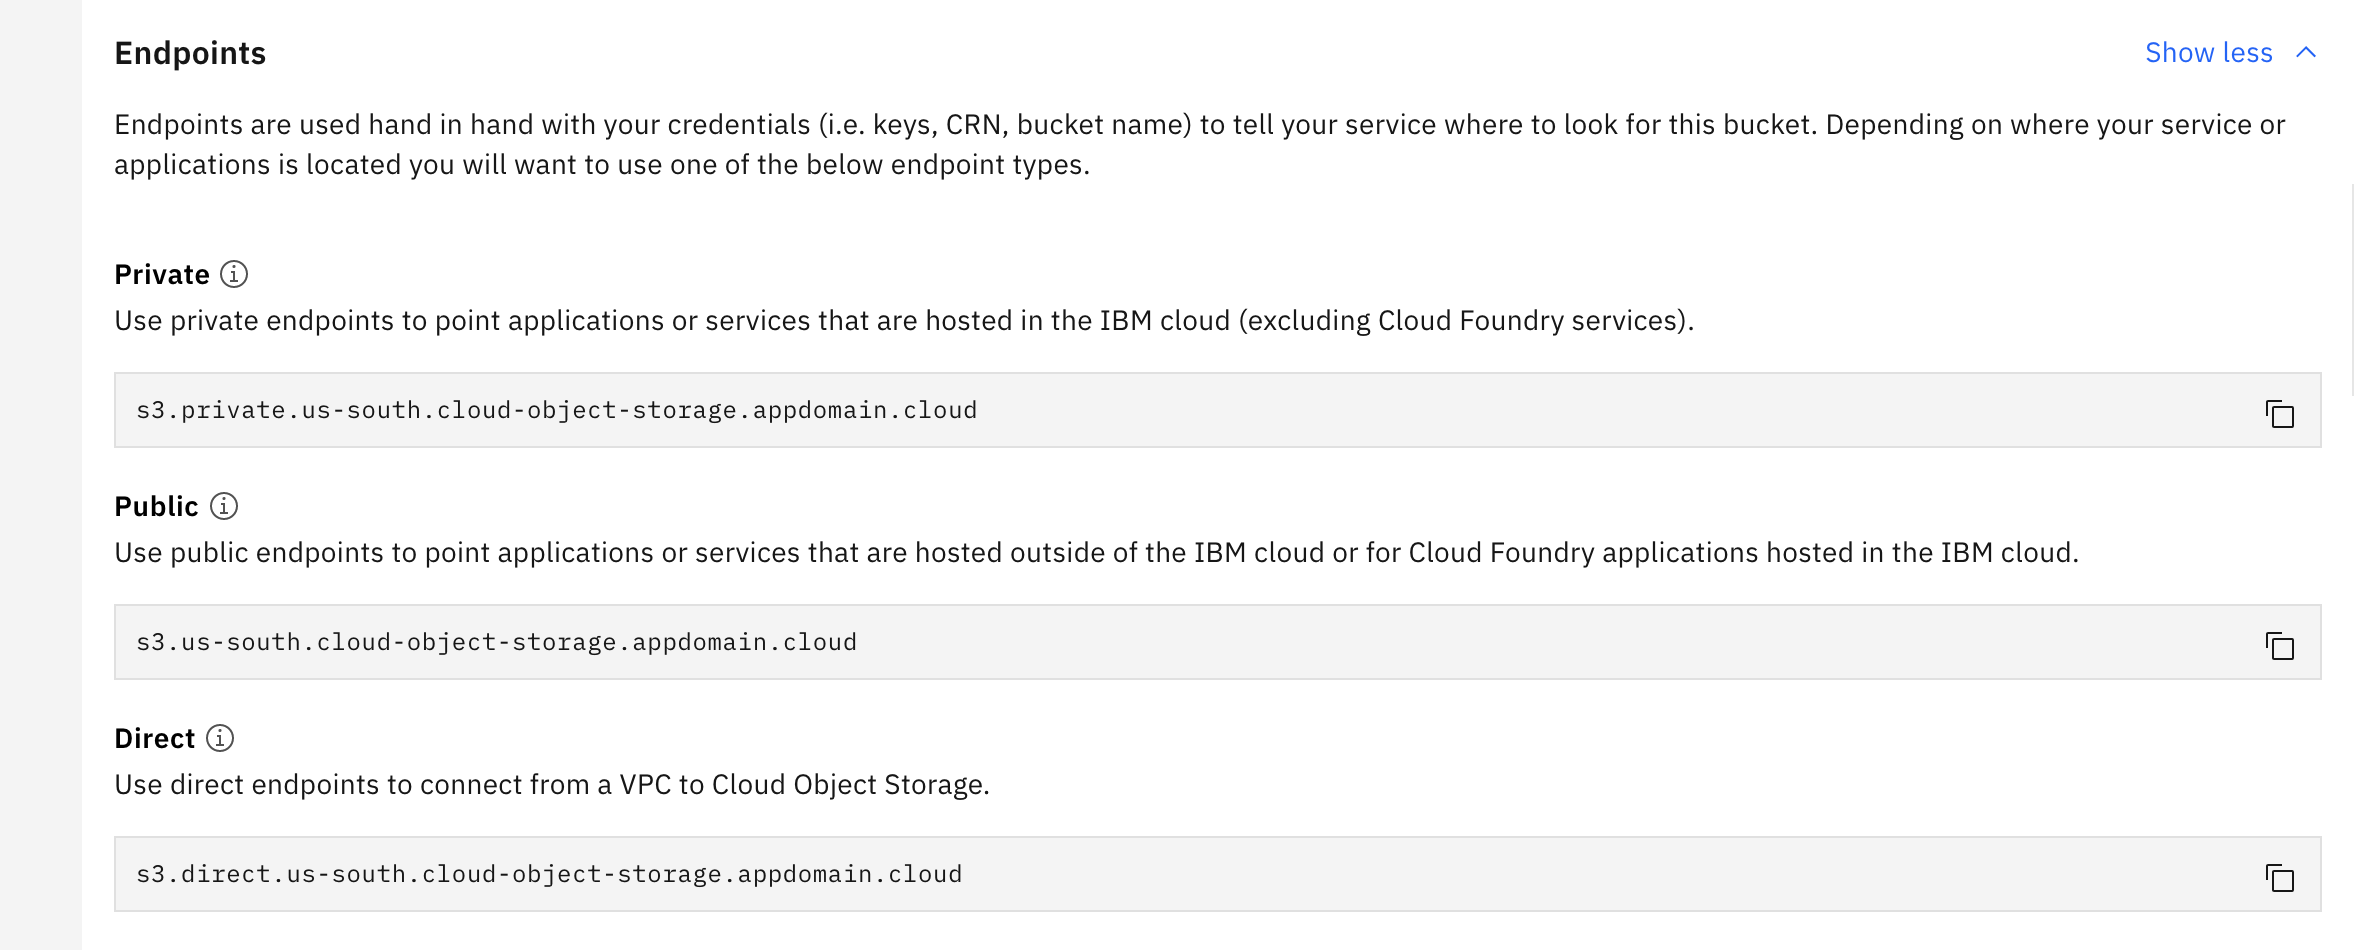 Endpoints
Show less
Endpoints are used hand in hand with your credentials (i.e. keys, CRN, bucket name) to tell your service where to look for this bucket. Depending on where your service or
applications is located you will want to use one of the below endpoint types.
Private
Use private endpoints to point applications or services that are hosted in the IBM cloud (excluding Cloud Foundry services).
s3.private.us-south.cloud-object-storage.appdomain.cloud
Public
Use public endpoints to point applications or services that are hosted outside of the IBM cloud or for Cloud Foundry applications hosted in the IBM cloud.
s3.us-south.cloud-object-storage.appdomain.cloud
Direct
Use direct endpoints to connect from a VPC to Cloud Object Storage.
s3.direct.us-south.cloud-object-storage.appdomain.cloud